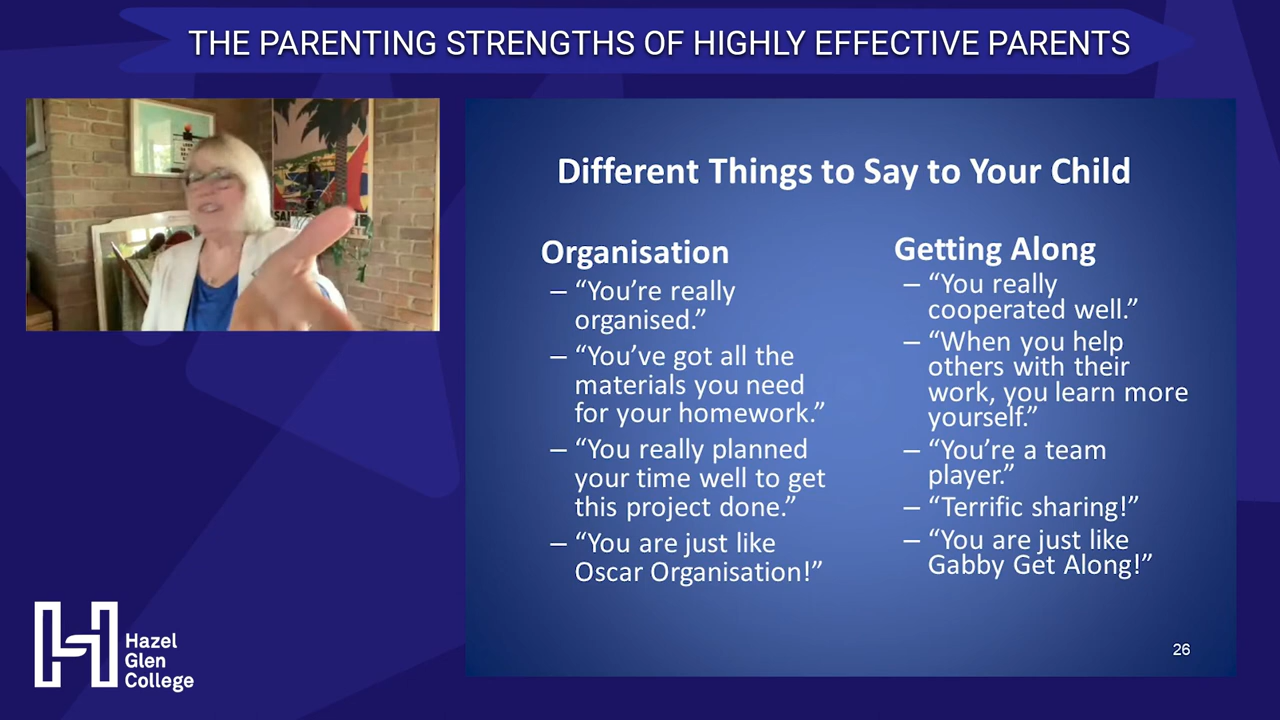 THE PARENTING STRENGTHS OF HIGHLY EFFECTIVE PARENTS
Different Things to Say to Your Child
Organisation
– “You’re really
organised.”
– “You’ve got all the
materials you need
for your homework.”
– “You really planned
your time well to get
this project done.”
– “You are just like
Oscar Organisation!”
Getting Along
– “You really
cooperated well.”
– “When you help
others with their
work, you learn more
yourself.”
– “You’re a team
player.”
– “Terrific sharing!”
– “You are just like
Gabby Get Along!”
26
Hazel
Glen
College